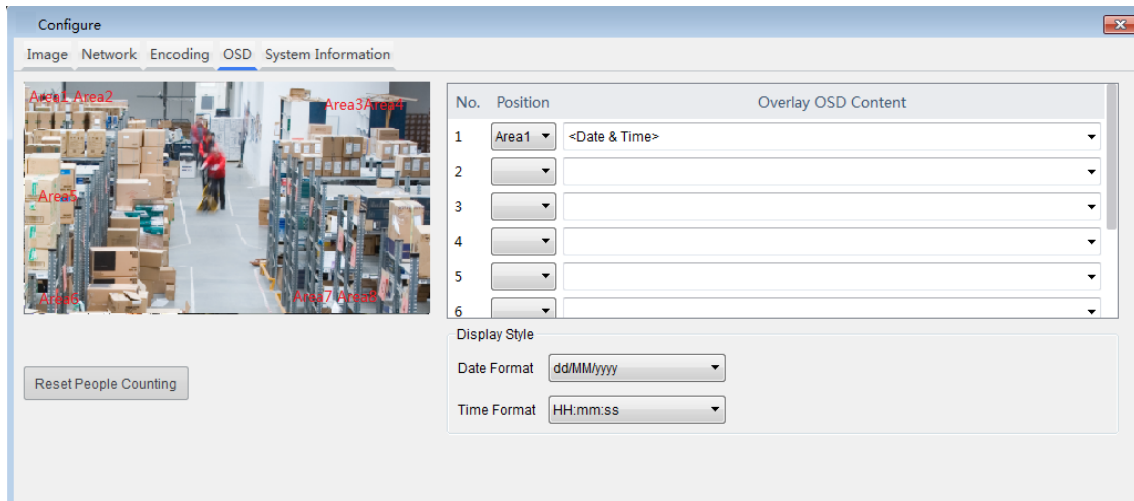 Configure
Image Network Encoding OSD System Information
Area1 Area2
Area3Area4
Area5
Area6
Area7 Area8
Reset People Counting
No. Position Overlay OSD Content
1 Area1 <Date & Time>
2
3
4
5
6
Display Style
Date Format dd/MM/yyyy
Time Format HH:mm:ss